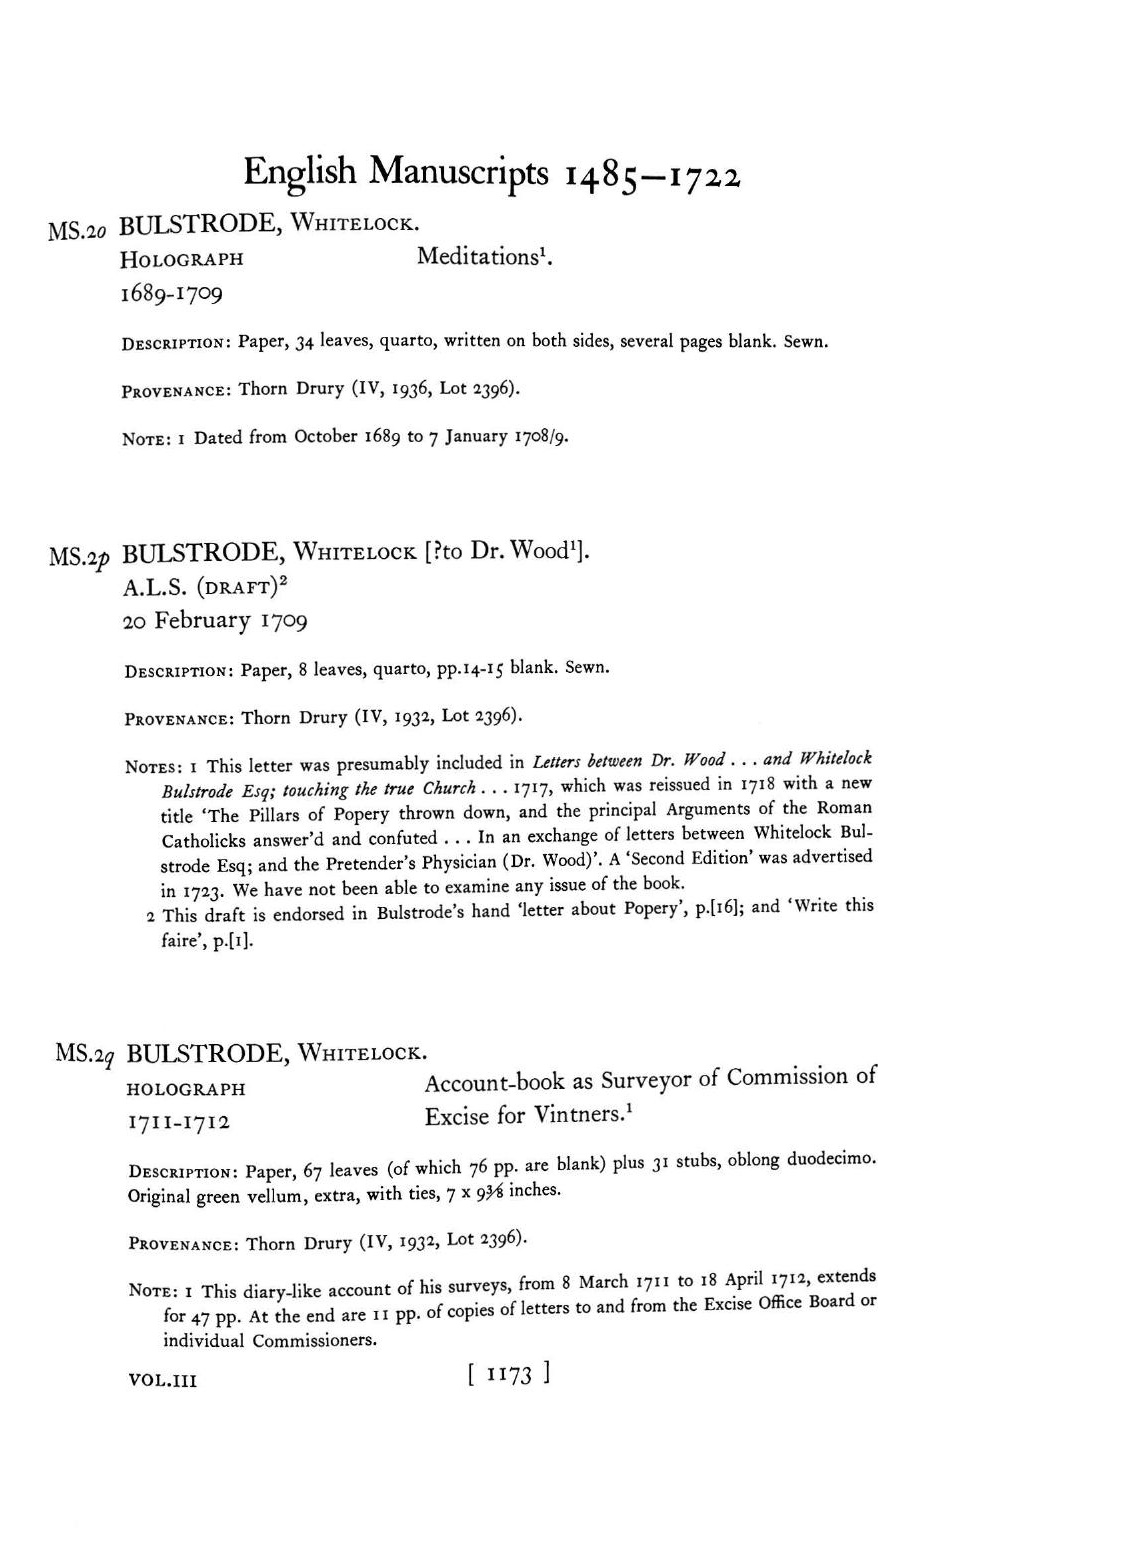 English Manuscripts 1485—1722
MS.2o BULSTRODE, WHITELOCK.
HOLOGRAPH Meditations¹.
1689-1709
DESCRIPTION: Paper, 34 leaves, quarto, written on both sides, several pages blank. Sewn.
PROVENANCE: Thorn Drury (IV, 1936, Lot 2396).
NOTE: 1 Dated from October 1689 to 7 January 1708/9.
MS.2p BULSTRODE, WHITELOCK [?to Dr. Wood¹].
A.L.S. (DRAFT)²
20 February 1709
DESCRIPTION: Paper, 8 leaves, quarto, pp.14-15 blank. Sewn.
PROVENANCE: Thorn Drury (IV, 1932, Lot 2396).
NOTES: 1 This letter was presumably included in Letters between Dr. Wood . . . and Whitelock
Bulstrode Esq; touching the true Church . . . 1717, which was reissued in 1718 with a new
title ‘The Pillars of Popery thrown down, and the principal Arguments of the Roman
Catholicks answer’d and confuted . . . In an exchange of letters between Whitelock Bul-
strode Esq; and the Pretender’s Physician (Dr. Wood)’. A ‘Second Edition’ was advertised
in 1723. We have not been able to examine any issue of the book.
2 This draft is endorsed in Bulstrode’s hand ‘letter about Popery’, p.[16]; and ‘Write this
faire’, p.[1].
MS.2q BULSTRODE, WHITELOCK.
HOLOGRAPH Account-book as Surveyor of Commission of
1711-1712 Excise for Vintners.¹
DESCRIPTION: Paper, 67 leaves (of which 76 pp. are blank) plus 31 stubs, oblong duodecimo.
Original green vellum, extra, with ties, 7 x 9⅜ inches.
PROVENANCE: Thorn Drury (IV, 1932, Lot 2396).
NOTE: 1 This diary-like account of his surveys, from 8 March 1711 to 18 April 1712, extends
for 47 pp. At the end are 11 pp. of copies of letters to and from the Excise Office Board or
individual Commissioners.
VOL.III [ 1173 ]